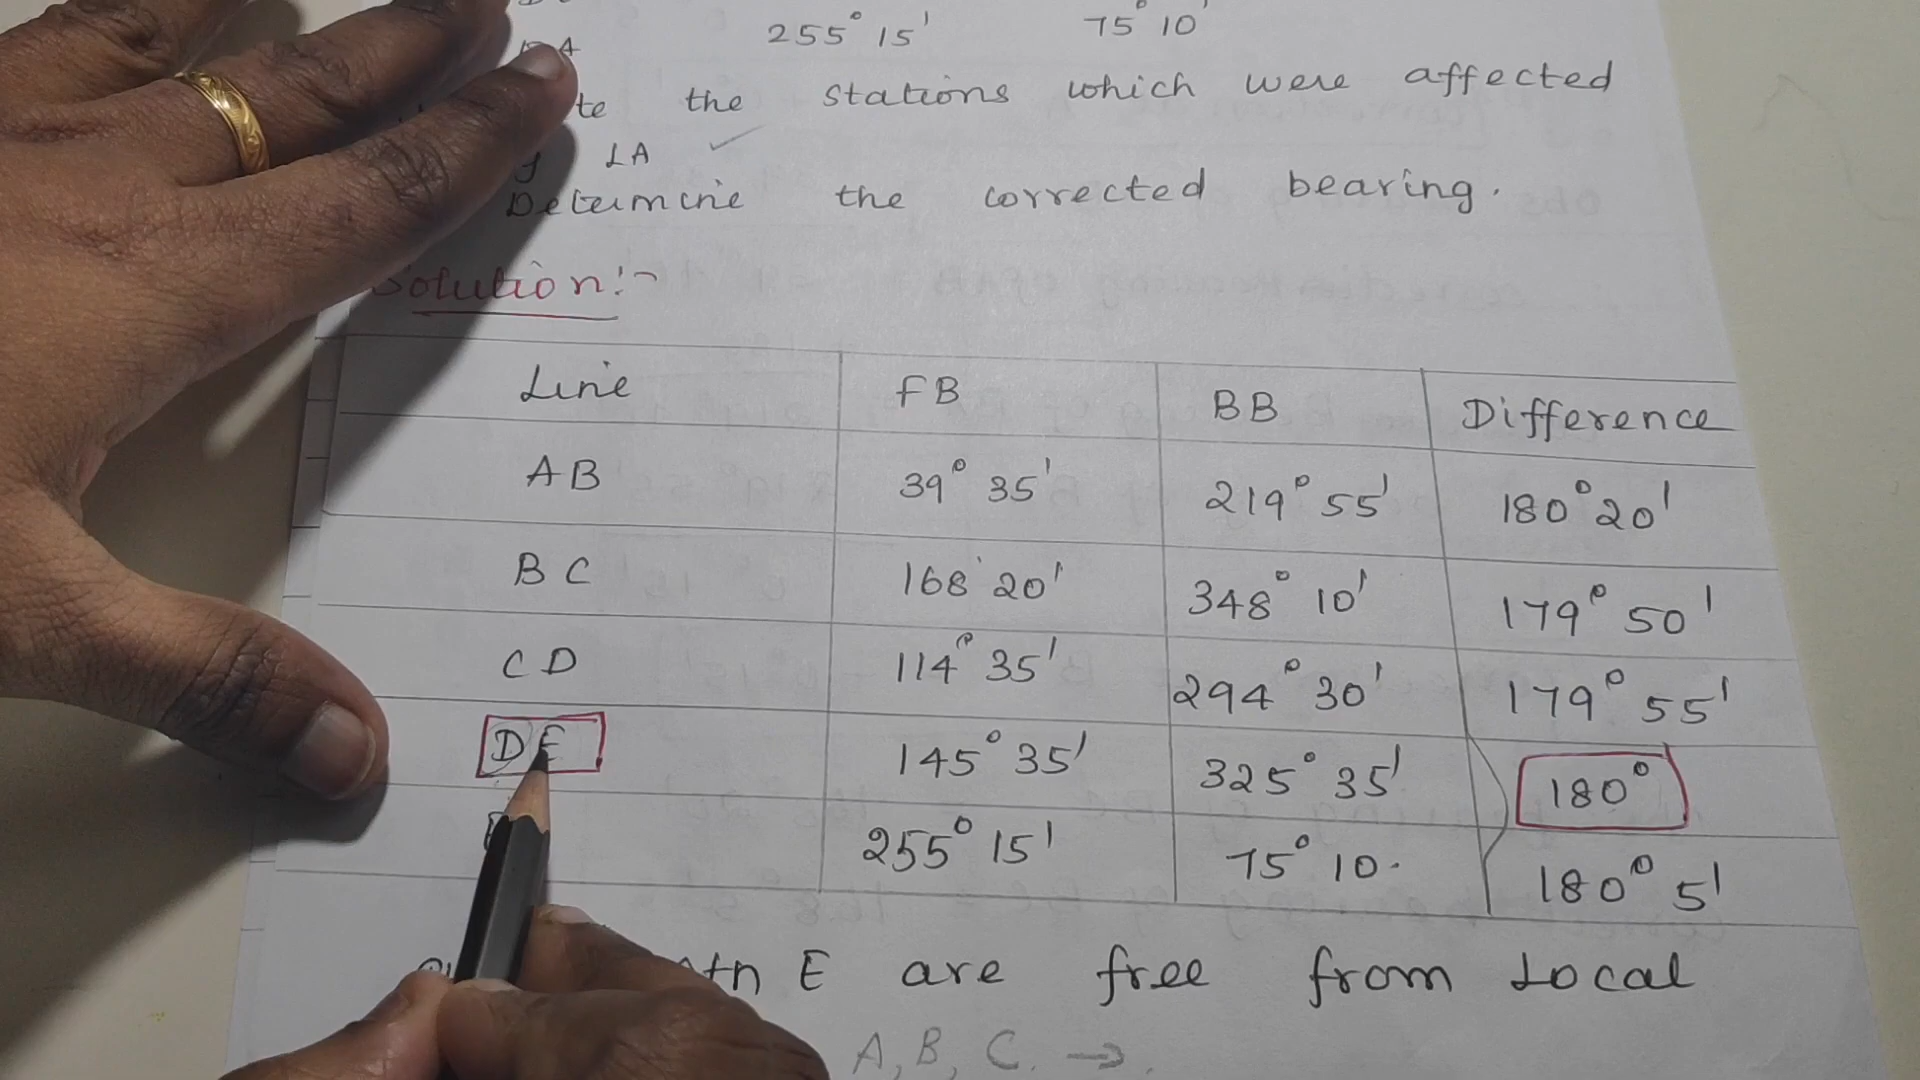 255° 15' 75° 10'
the stations which were affected
LA
Determine the corrected bearing.
Solution:-
Line FB BB Difference
AB 39° 35' 219° 55' 180° 20'
BC 168° 20' 348° 10' 179° 50'
CD 114° 35' 294° 30' 179° 55'
DE 145° 35' 325° 35' 180°
255° 15' 75° 10. 180° 5'
E are free from Local
A, B, C. →